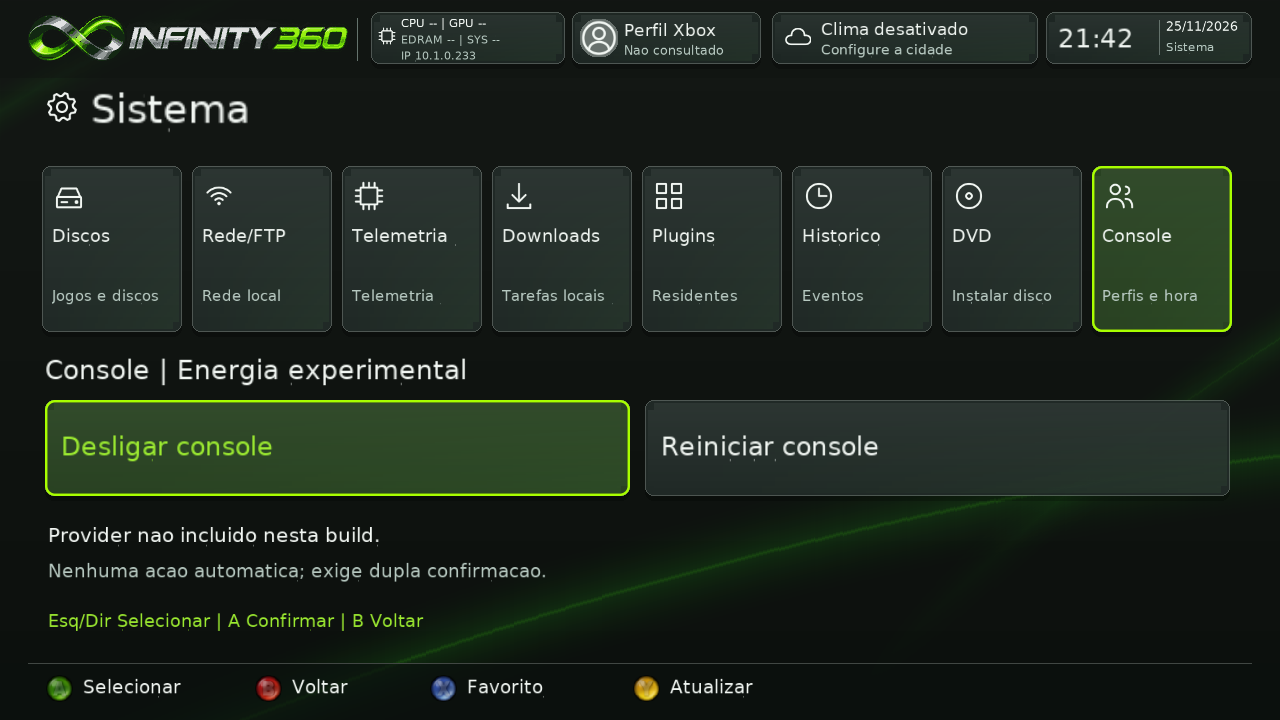 INFINITY 360
CPU -- | GPU --
EDRAM -- | SYS --
IP 10.1.0.233
Perfil Xbox
Nao consultado
Clima desativado
Configure a cidade
21:42
25/11/2026
Sistema
Sistema
Discos
Jogos e discos
Rede/FTP
Rede local
Telemetria
Telemetria
Downloads
Tarefas locais
Plugins
Residentes
Historico
Eventos
DVD
Instalar disco
Console
Perfis e hora
Console | Energia experimental
Desligar console
Reiniciar console
Provider nao incluido nesta build.
Nenhuma acao automatica; exige dupla confirmacao.
Esq/Dir Selecionar | A Confirmar | B Voltar
Selecionar
Voltar
Favorito
Atualizar